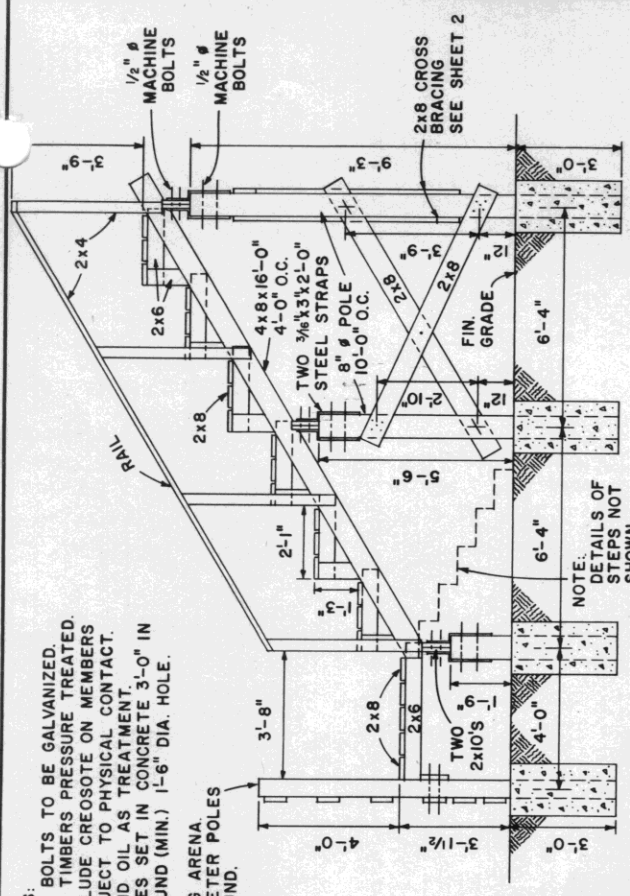 S:
BOLTS TO BE GALVANIZED.
TIMBERS PRESSURE TREATED.
LUDE CREOSOTE ON MEMBERS
JECT TO PHYSICAL CONTACT.
D OIL AS TREATMENT.
ES SET IN CONCRETE 3'-0" IN
UND (MIN.) 1'-6" DIA. HOLE.
G ARENA.
ETER POLES
ND.
RAIL
2x4
2x6
2x8
1/2" ø
MACHINE
BOLTS
1/2" ø
MACHINE
BOLTS
3'-9"
9'-3"
3'-0"
4x8x16'-0"
4'-0" O.C.
TWO 3/16"x3"x2'-0"
STEEL STRAPS
8" ø POLE
10'-0" O.C.
2x8 CROSS
BRACING
SEE SHEET 2
2x8
2x8
3'-9"
12"
2'-10"
12"
FIN.
GRADE
5'-6"
2'-1"
1'-3"
3'-8"
2x8
2x6
TWO
2x10'S
1'-9"
4'-0"
3'-11 1/2"
3'-0"
4'-0"
6'-4"
6'-4"
NOTE:
DETAILS OF
STEPS NOT
SHOWN